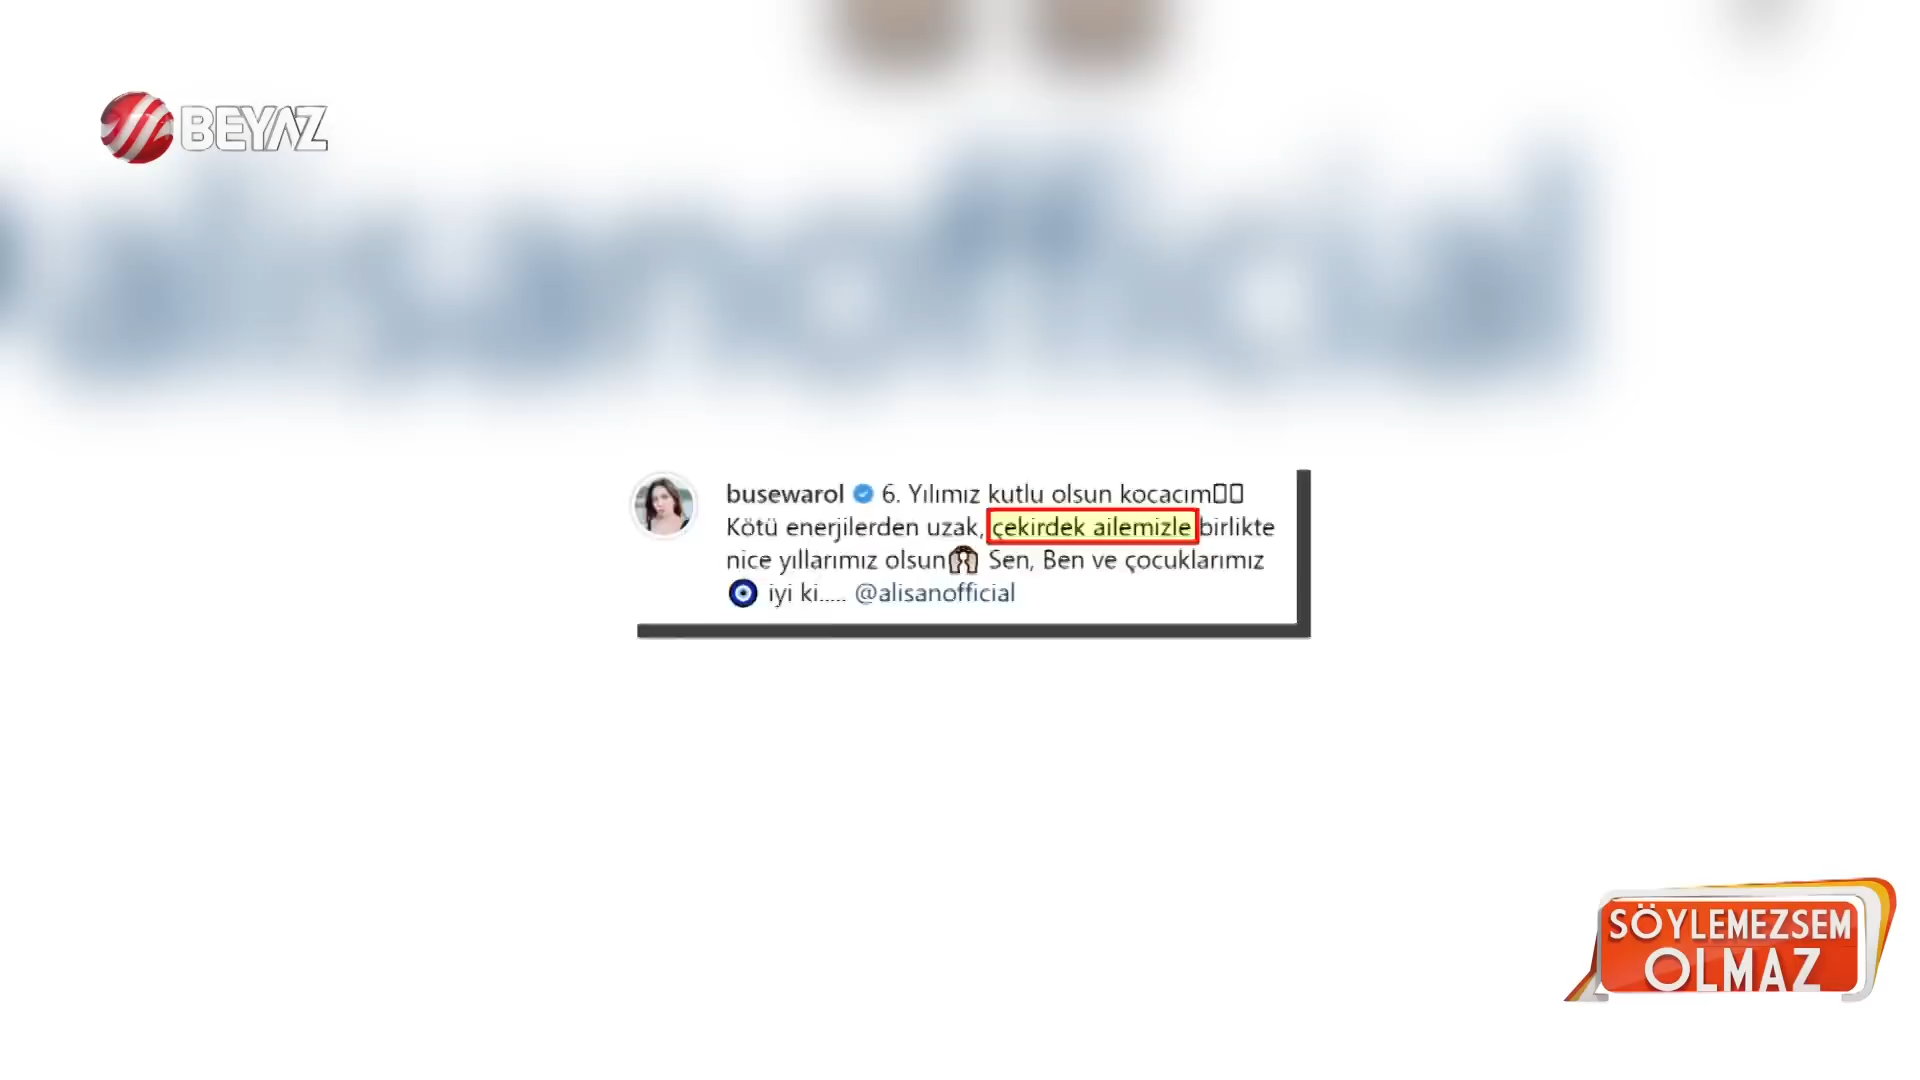 BEYAZ
alisanofficial
busewarol 6. Yılımız kutlu olsun kocacım
Kötü enerjilerden uzak, çekirdek ailemizle birlikte
nice yıllarımız olsun Sen, Ben ve çocuklarımız
iyi ki..... @alisanofficial
SÖYLEMEZSEM
OLMAZ